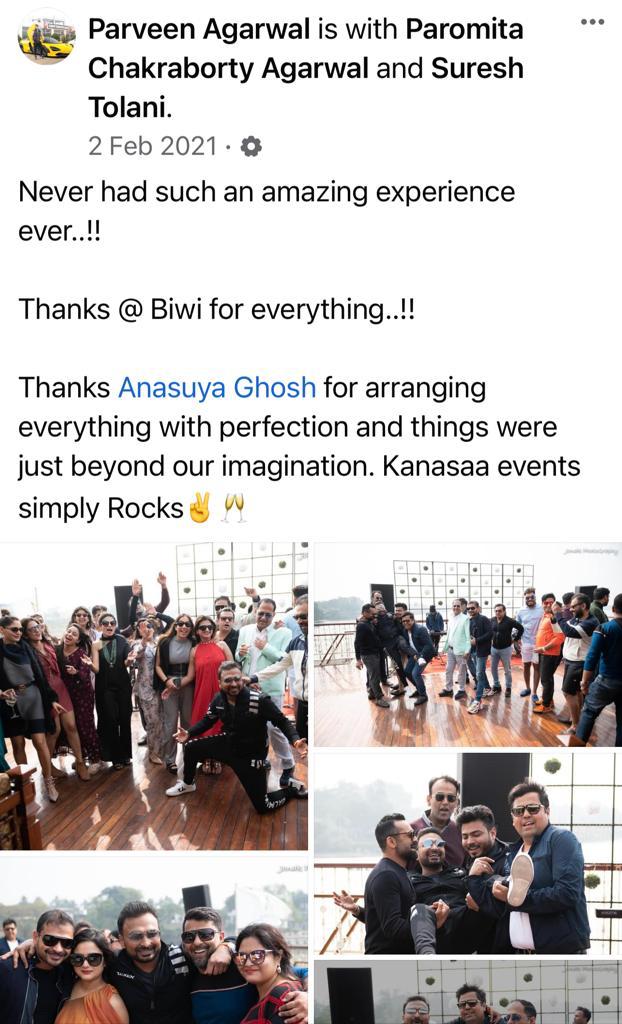 Parveen Agarwal is with Paromita
Chakraborty Agarwal and Suresh
Tolani.
2 Feb 2021 ·
Never had such an amazing experience
ever..!!
Thanks @ Biwi for everything..!!
Thanks Anasuya Ghosh for arranging
everything with perfection and things were
just beyond our imagination. Kanasaa events
simply Rocks✌️🥂